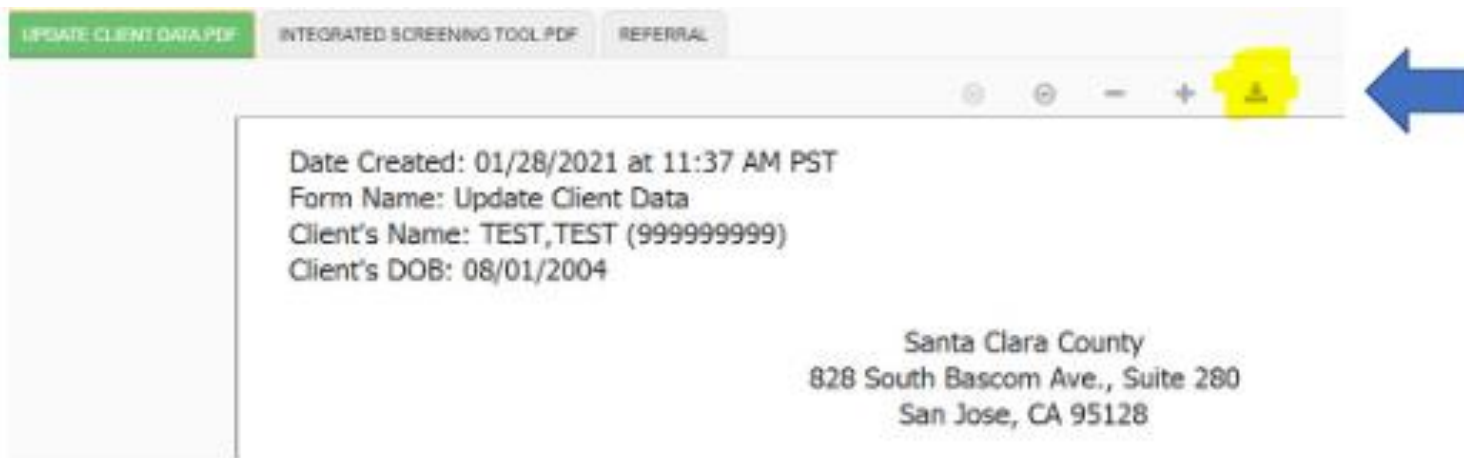 UPDATE CLIENT DATA.PDF INTEGRATED SCREENING TOOL.PDF REFERRAL
Date Created: 01/28/2021 at 11:37 AM PST
Form Name: Update Client Data
Client's Name: TEST,TEST (999999999)
Client's DOB: 08/01/2004
Santa Clara County
828 South Bascom Ave., Suite 280
San Jose, CA 95128